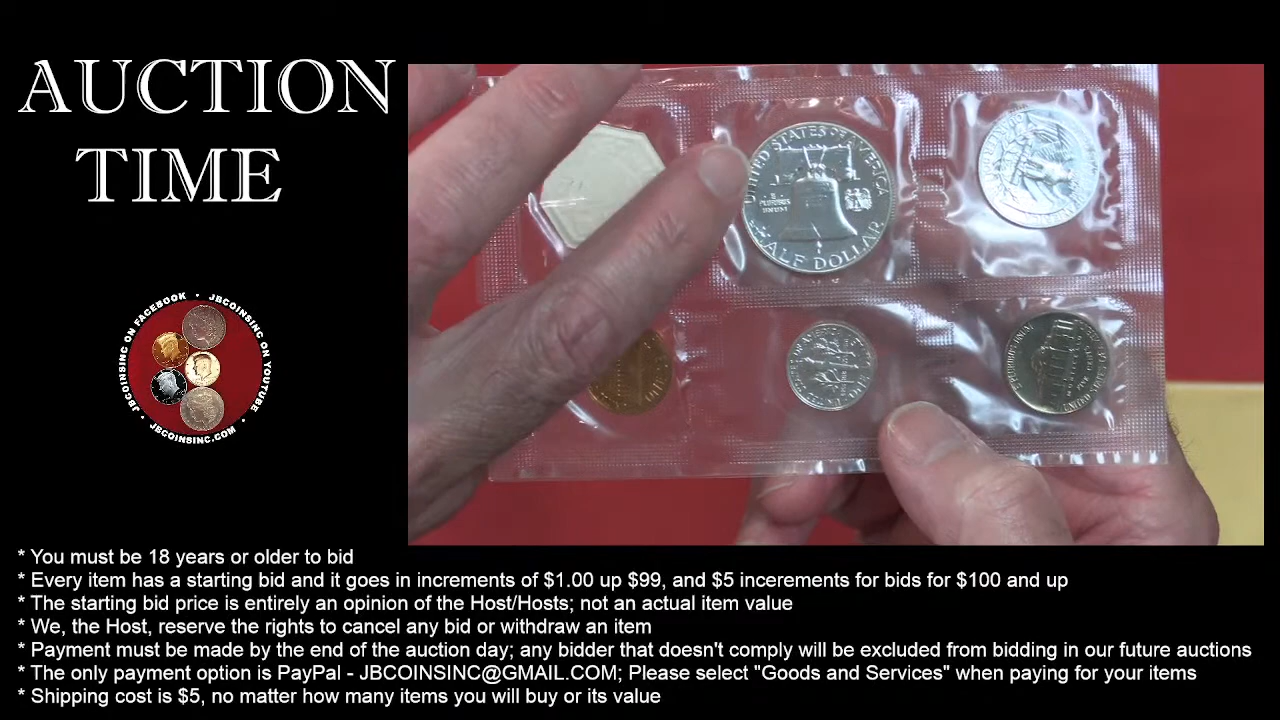 AUCTION
TIME
JBCOINSINC ON FACEBOOK • JBCOINSINC ON YOUTUBE • JBCOINSINC.COM •
UNITED STATES OF AMERICA
E
PLURIBUS
UNUM
HALF DOLLAR
* You must be 18 years or older to bid
* Every item has a starting bid and it goes in increments of $1.00 up $99, and $5 incerements for bids for $100 and up
* The starting bid price is entirely an opinion of the Host/Hosts; not an actual item value
* We, the Host, reserve the rights to cancel any bid or withdraw an item
* Payment must be made by the end of the auction day; any bidder that doesn't comply will be excluded from bidding in our future auctions
* The only payment option is PayPal - JBCOINSINC@GMAIL.COM; Please select "Goods and Services" when paying for your items
* Shipping cost is $5, no matter how many items you will buy or its value